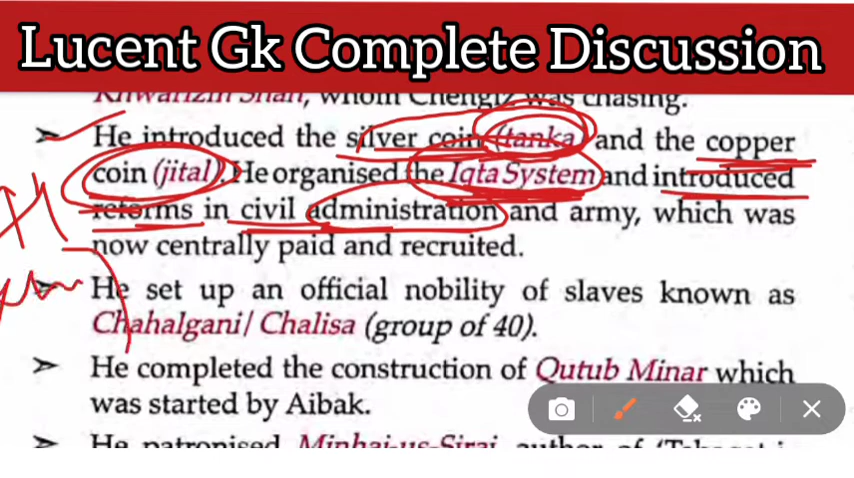 Lucent Gk Complete Discussion
Khwarizm Shah, whom Chengiz was chasing.
➢ He introduced the silver coin (tanka) and the copper
coin (jital). He organised the Iqta System and introduced
reforms in civil administration and army, which was
now centrally paid and recruited.
➢ He set up an official nobility of slaves known as
Chahalgani/ Chalisa (group of 40).
➢ He completed the construction of Qutub Minar which
was started by Aibak.
➢ He patronised Minhaj-us-Siraj, author of 'Tabaqat-i